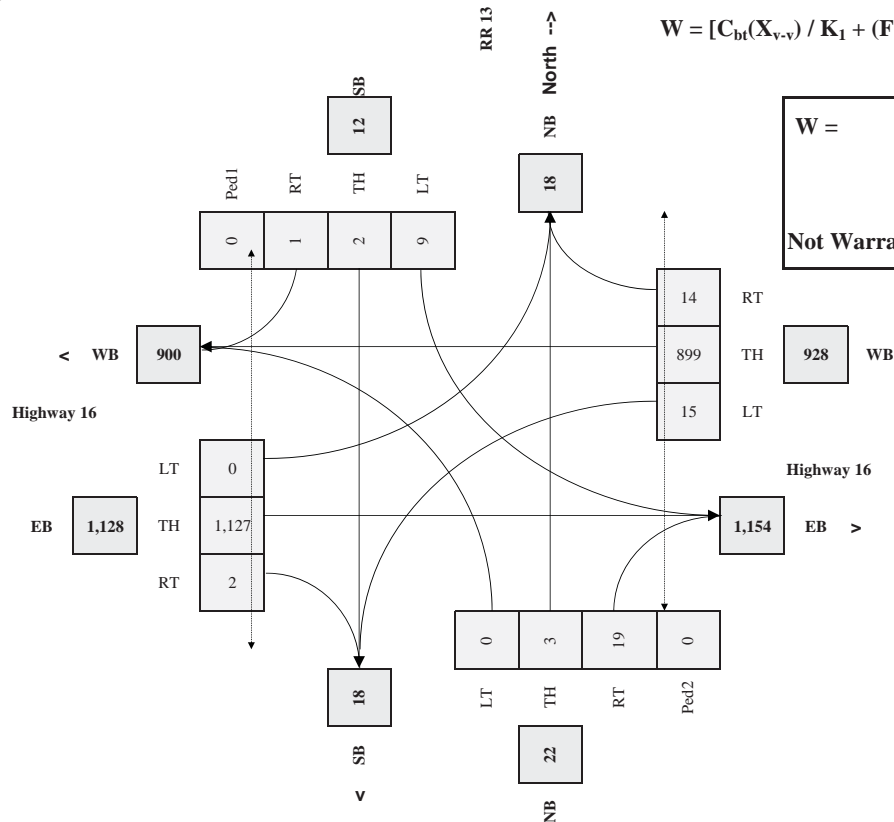 RR 13
North -->
W = [C_bt(X_v-v) / K_1 + (F
SB
12
NB
18
W =
Not Warra
Ped1 RT TH LT
0 1 2 9
14 RT
899 TH
15 LT
928 WB
< WB 900
Highway 16
Highway 16
LT 0
EB 1,128 TH 1,127
RT 2
1,154 EB >
0 3 19 0
LT TH RT Ped2
18
SB
<
22
NB